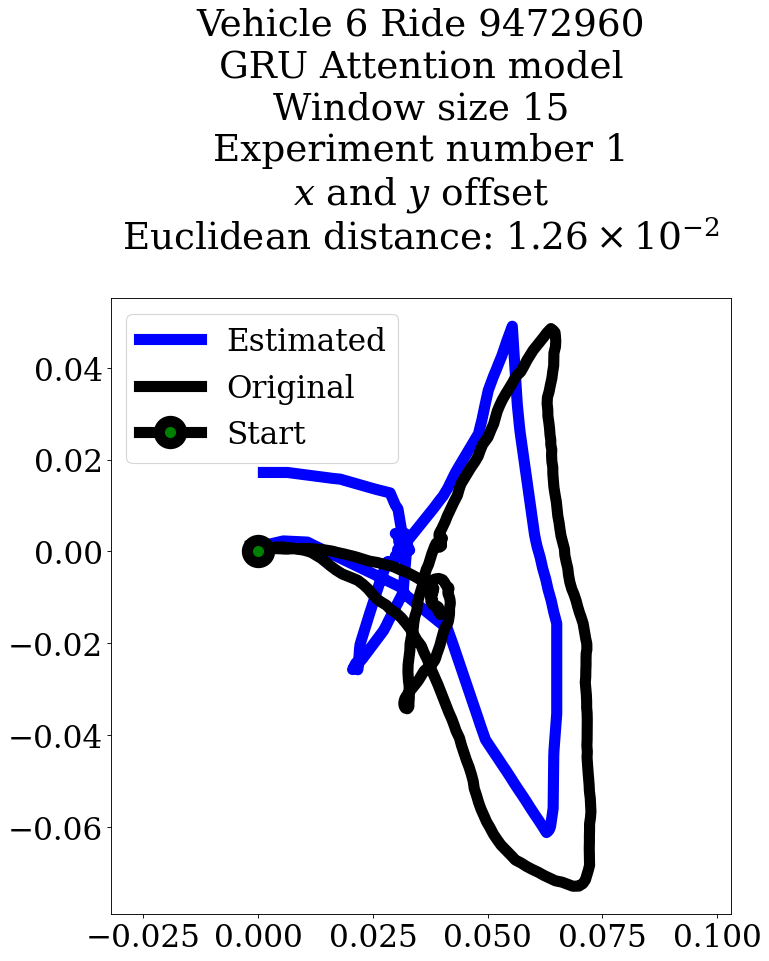 Vehicle 6 Ride 9472960
GRU Attention model
Window size 15
Experiment number 1
x and y offset
Euclidean distance: 1.26 × 10⁻²
Estimated
Original
Start
0.04
0.02
0.00
−0.02
−0.04
−0.06
−0.025 0.000 0.025 0.050 0.075 0.100